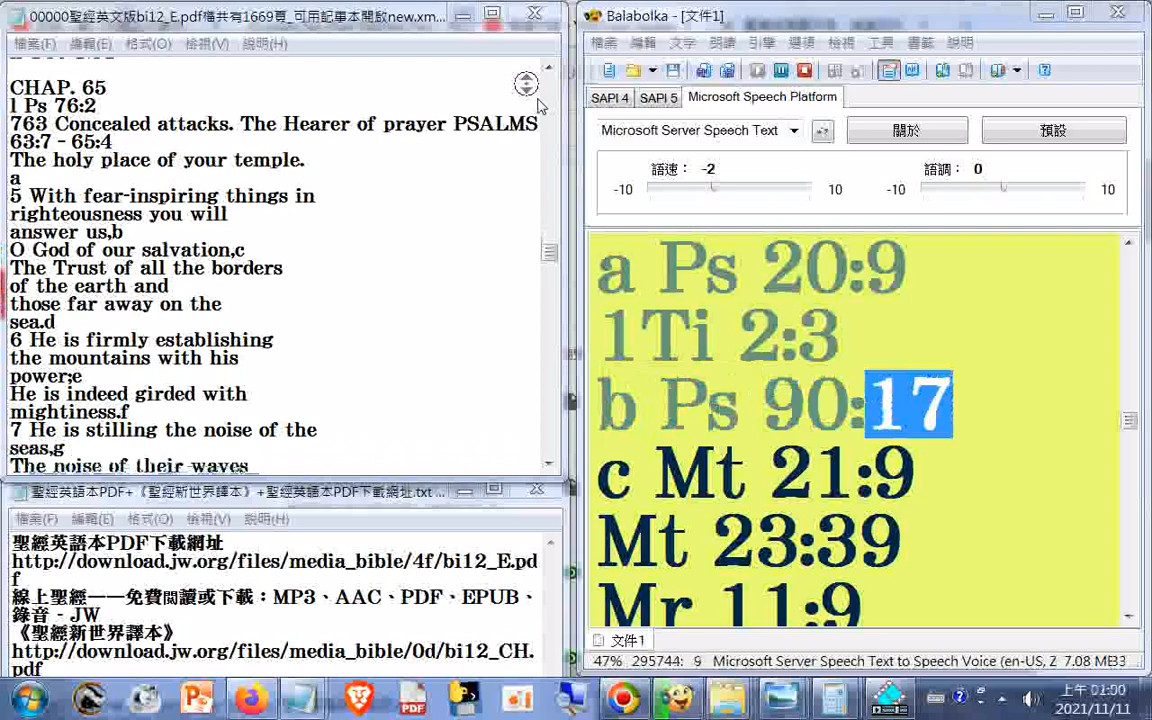 00000聖經英文版bi12_E.pdf檔共有1669頁_可用記事本開啟new.xm...
檔案(F) 編輯(E) 格式(O) 檢視(V) 說明(H)
CHAP. 65
l Ps 76:2
763 Concealed attacks. The Hearer of prayer PSALMS
63:7 - 65:4
The holy place of your temple.
a
5 With fear-inspiring things in
righteousness you will
answer us,b
O God of our salvation,c
The Trust of all the borders
of the earth and
those far away on the
sea.d
6 He is firmly establishing
the mountains with his
power;e
He is indeed girded with
mightiness.f
7 He is stilling the noise of the
seas,g
The noise of their waves
聖經英語本PDF+《聖經新世界譯本》+聖經英語本PDF下載網址.txt ...
檔案(F) 編輯(E) 格式(O) 檢視(V) 說明(H)
聖經英語本PDF下載網址
http://download.jw.org/files/media_bible/4f/bi12_E.pd
f
線上聖經——免費閱讀或下載：MP3、AAC、PDF、EPUB、
錄音 - JW
《聖經新世界譯本》
http://download.jw.org/files/media_bible/0d/bi12_CH.
pdf
Balabolka - [文件1]
檔案 編輯 文字 朗讀 引擎 選項 檢視 工具 書籤 說明
SAPI 4 SAPI 5 Microsoft Speech Platform
Microsoft Server Speech Text 關於 預設
語速： -2 語調： 0
-10 10 -10 10
a Ps 20:9
1Ti 2:3
b Ps 90:17
c Mt 21:9
Mt 23:39
Mr 11:9
文件1
47% 295744: 9 Microsoft Server Speech Text to Speech Voice (en-US, Z 7.08 MB
上午 01:00
2021/11/11